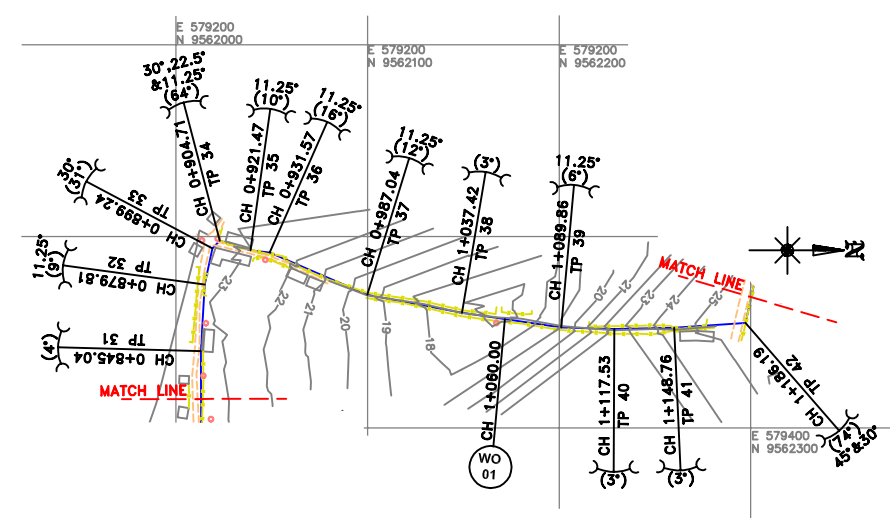 E 579200
N 9562000
E 579200
N 9562100
E 579200
N 9562200
30°,22.5°
&11.25°
(64°)
CH 0+904.71
TP 34
11.25°
(10°)
CH 0+921.47
TP 35
11.25°
(16°)
CH 0+931.57
TP 36
11.25°
(12°)
CH 0+987.04
TP 37
(3°)
CH 1+037.42
TP 38
11.25°
(6°)
CH 1+089.86
TP 39
30°
(31°)
CH 0+899.24
TP 33
11.25°
(9°)
CH 0+879.81
TP 32
(4°)
CH 0+845.04
TP 31
MATCH LINE
MATCH LINE
N
23
22
21
20
19
18
20
21
23
24
25
CH 1+060.00
WO
01
CH 1+117.53
TP 40
(3°)
CH 1+148.76
TP 41
(3°)
CH 1+186.19
TP 42
(74°)
45°&30°
E 579400
N 9562300